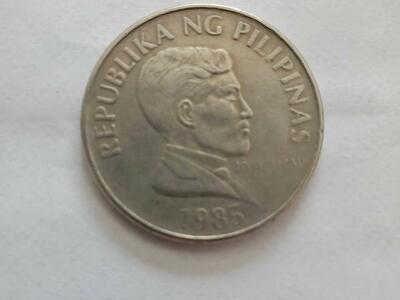 REPUBLIKA NG PILIPINAS
JOSE RIZAL
1985